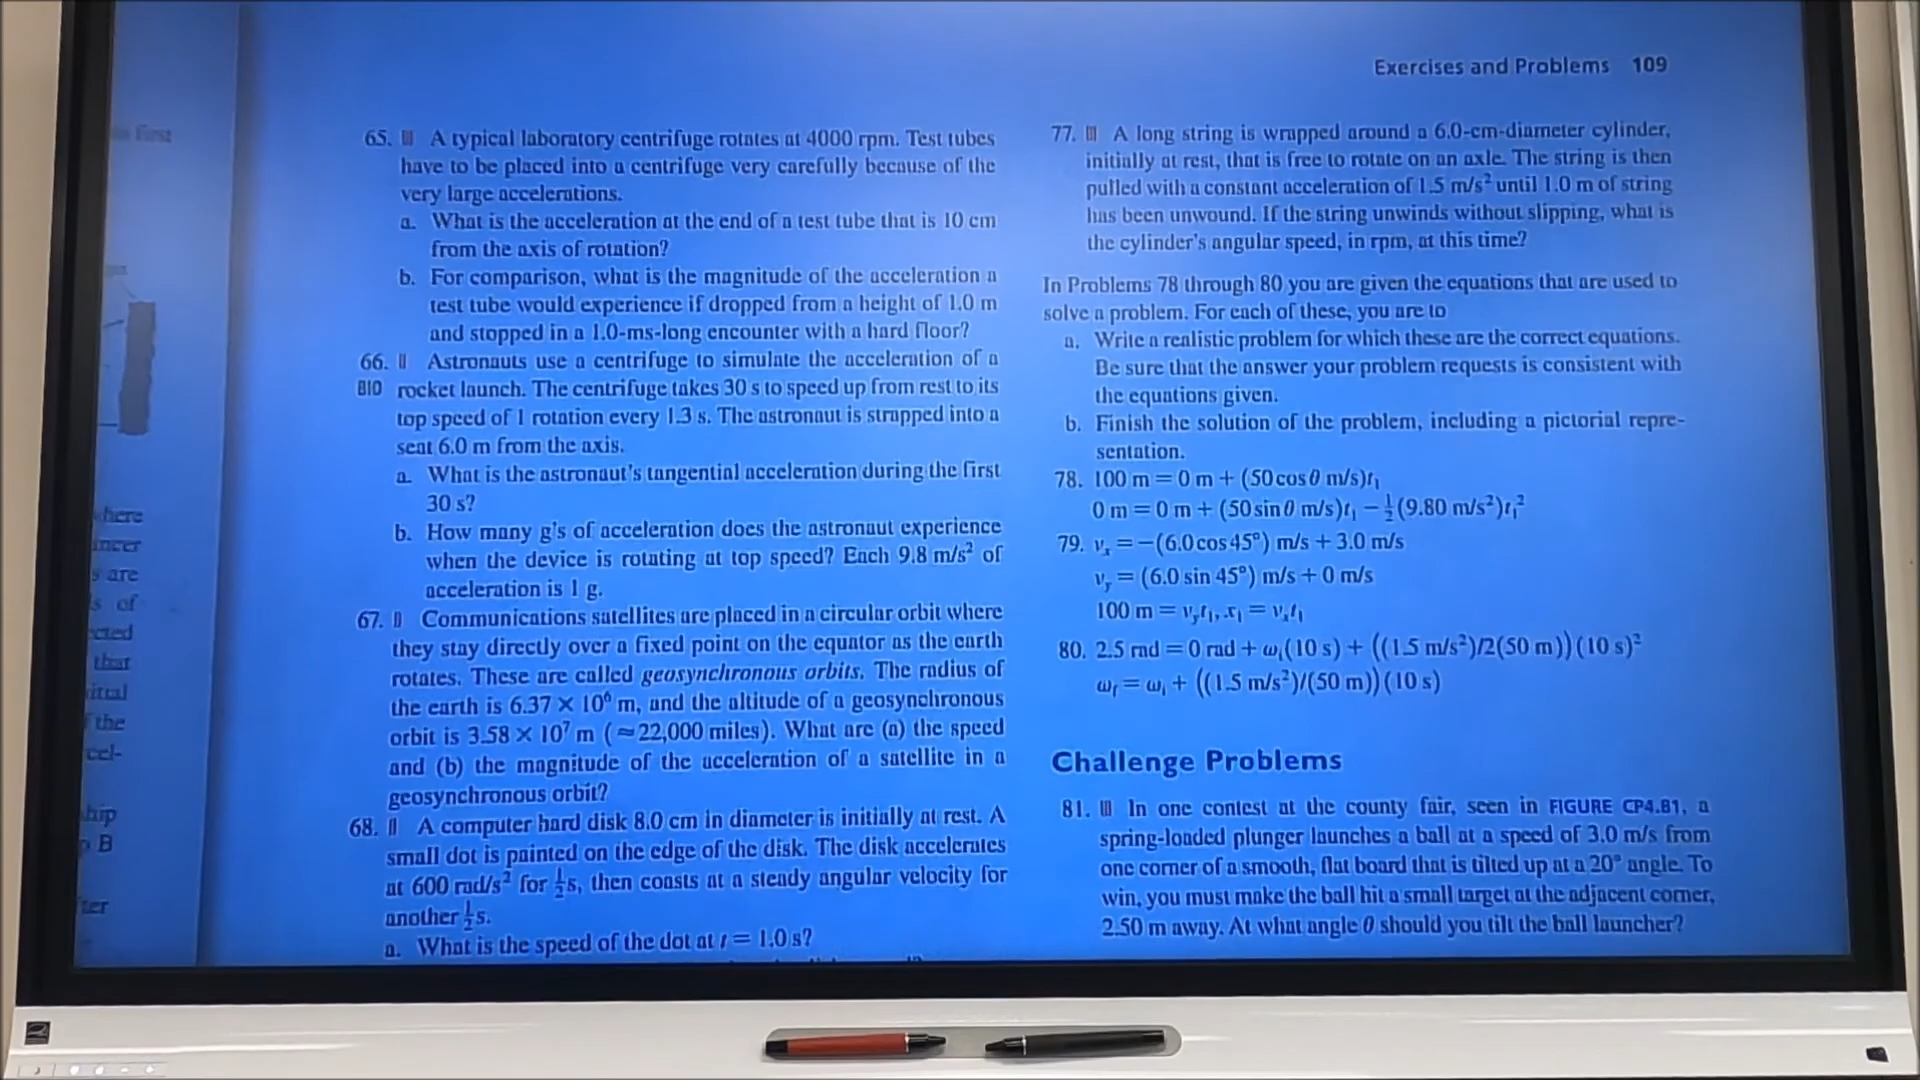 Exercises and Problems 109
first
here
s are
s of
cted
that
the
cel-
hip
B
ter
65. A typical laboratory centrifuge rotates at 4000 rpm. Test tubes
have to be placed into a centrifuge very carefully because of the
very large accelerations.
a. What is the acceleration at the end of a test tube that is 10 cm
from the axis of rotation?
b. For comparison, what is the magnitude of the acceleration a
test tube would experience if dropped from a height of 1.0 m
and stopped in a 1.0-ms-long encounter with a hard floor?
66. Astronauts use a centrifuge to simulate the acceleration of a
BIO rocket launch. The centrifuge takes 30 s to speed up from rest to its
top speed of 1 rotation every 1.3 s. The astronaut is strapped into a
seat 6.0 m from the axis.
a. What is the astronaut's tangential acceleration during the first
30 s?
b. How many g's of acceleration does the astronaut experience
when the device is rotating at top speed? Each 9.8 m/s² of
acceleration is 1 g.
67. Communications satellites are placed in a circular orbit where
they stay directly over a fixed point on the equator as the earth
rotates. These are called geosynchronous orbits. The radius of
the earth is 6.37 × 10⁶ m, and the altitude of a geosynchronous
orbit is 3.58 × 10⁷ m (≈22,000 miles). What are (a) the speed
and (b) the magnitude of the acceleration of a satellite in a
geosynchronous orbit?
68. A computer hard disk 8.0 cm in diameter is initially at rest. A
small dot is painted on the edge of the disk. The disk accelerates
at 600 rad/s² for ½ s, then coasts at a steady angular velocity for
another ½ s.
a. What is the speed of the dot at t = 1.0 s?
77. A long string is wrapped around a 6.0-cm-diameter cylinder,
initially at rest, that is free to rotate on an axle. The string is then
pulled with a constant acceleration of 1.5 m/s² until 1.0 m of string
has been unwound. If the string unwinds without slipping, what is
the cylinder's angular speed, in rpm, at this time?
In Problems 78 through 80 you are given the equations that are used to
solve a problem. For each of these, you are to
a. Write a realistic problem for which these are the correct equations.
Be sure that the answer your problem requests is consistent with
the equations given.
b. Finish the solution of the problem, including a pictorial repre-
sentation.
78. 100 m = 0 m + (50 cos θ m/s)t₁
0 m = 0 m + (50 sin θ m/s)t₁ − ½(9.80 m/s²)t₁²
79. vₓ = −(6.0 cos 45°) m/s + 3.0 m/s
v_y = (6.0 sin 45°) m/s + 0 m/s
100 m = v_y t₁, x₁ = vₓt₁
80. 2.5 rad = 0 rad + ωᵢ(10 s) + ((1.5 m/s²)/2(50 m))(10 s)²
ω_f = ωᵢ + ((1.5 m/s²)/(50 m))(10 s)
Challenge Problems
81. In one contest at the county fair, seen in FIGURE CP4.81, a
spring-loaded plunger launches a ball at a speed of 3.0 m/s from
one corner of a smooth, flat board that is tilted up at a 20° angle. To
win, you must make the ball hit a small target at the adjacent corner,
2.50 m away. At what angle θ should you tilt the ball launcher?